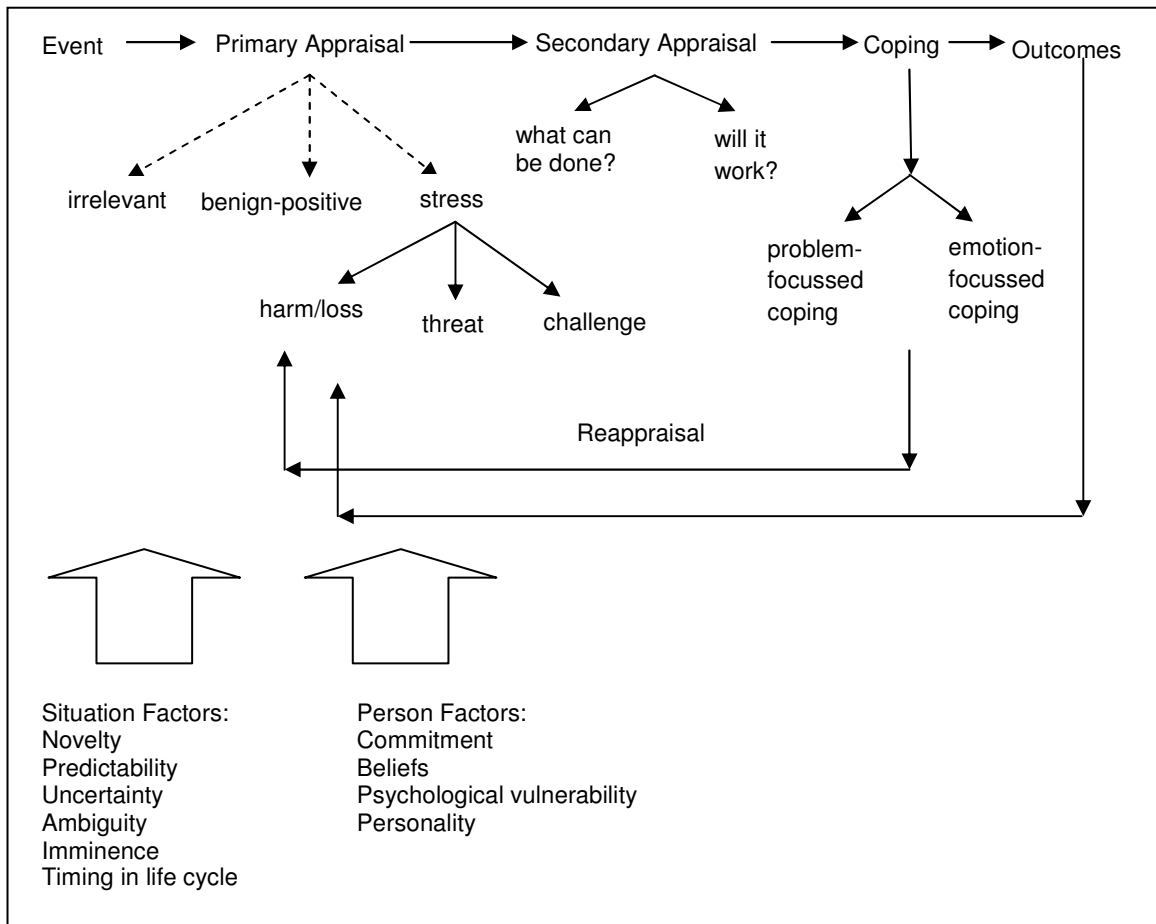 Event Primary Appraisal Secondary Appraisal Coping Outcomes
what can
be done?
will it
work?
irrelevant benign-positive stress
problem-
focussed
coping
emotion-
focussed
coping
harm/loss threat challenge
Reappraisal
Situation Factors:
Novelty
Predictability
Uncertainty
Ambiguity
Imminence
Timing in life cycle
Person Factors:
Commitment
Beliefs
Psychological vulnerability
Personality